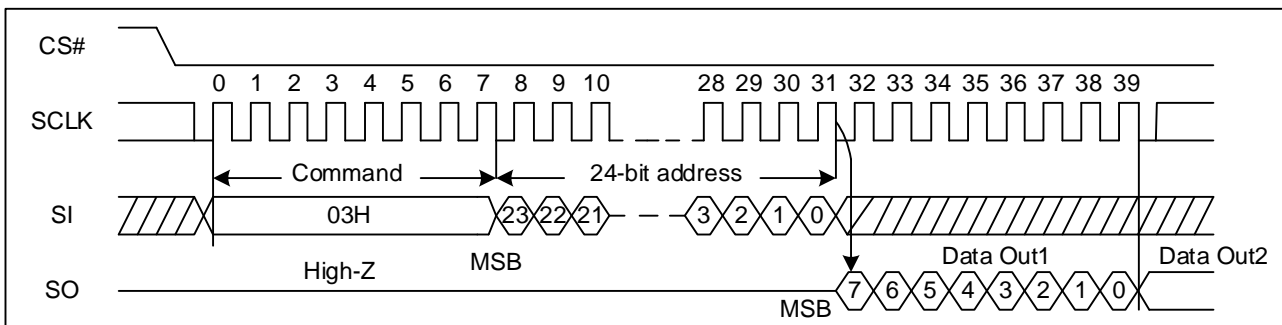 CS#
0 1 2 3 4 5 6 7 8 9 10 28 29 30 31 32 33 34 35 36 37 38 39
SCLK
Command 24-bit address
SI 03H 23 22 21 3 2 1 0
High-Z MSB Data Out1 Data Out2
SO MSB 7 6 5 4 3 2 1 0